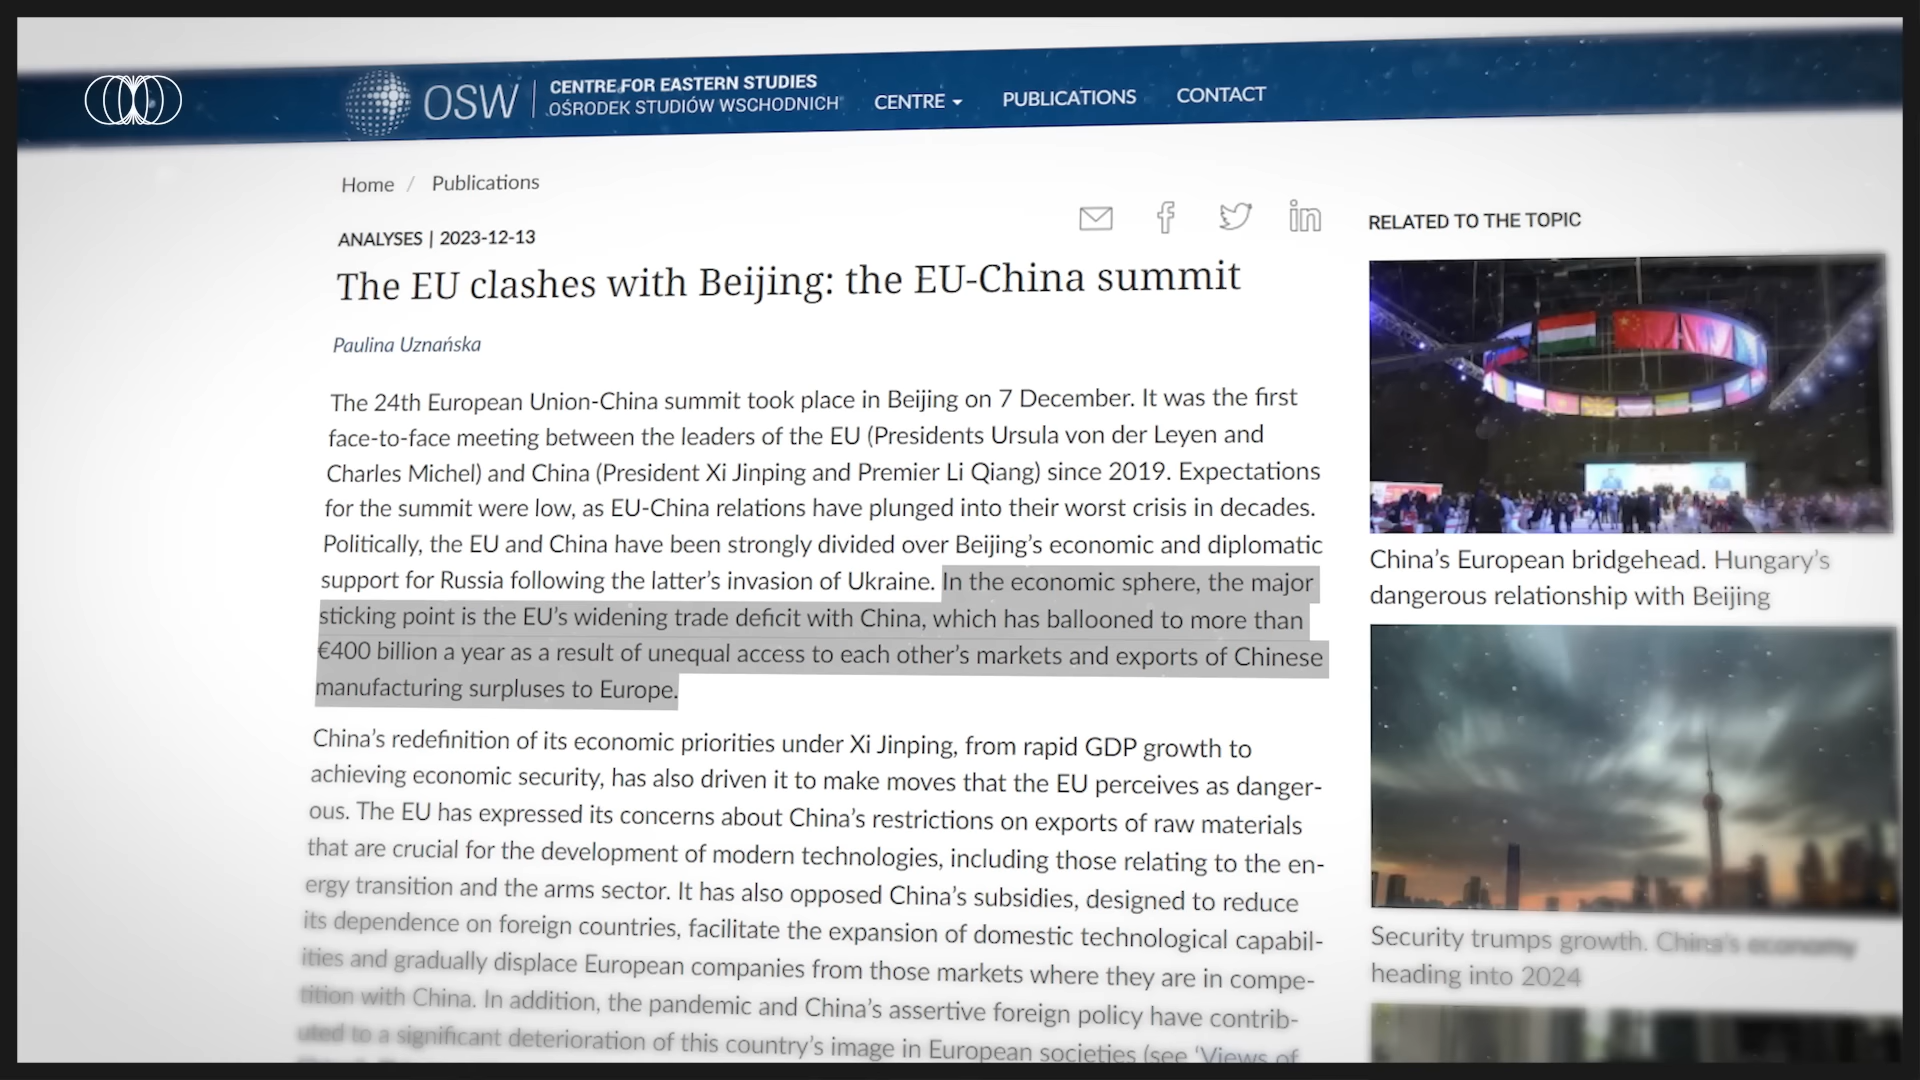 OSW
CENTRE FOR EASTERN STUDIES
OŚRODEK STUDIÓW WSCHODNICH
CENTRE
PUBLICATIONS
CONTACT
Home / Publications
ANALYSES | 2023-12-13
The EU clashes with Beijing: the EU-China summit
Paulina Uznańska
The 24th European Union-China summit took place in Beijing on 7 December. It was the first
face-to-face meeting between the leaders of the EU (Presidents Ursula von der Leyen and
Charles Michel) and China (President Xi Jinping and Premier Li Qiang) since 2019. Expectations
for the summit were low, as EU-China relations have plunged into their worst crisis in decades.
Politically, the EU and China have been strongly divided over Beijing's economic and diplomatic
support for Russia following the latter's invasion of Ukraine. In the economic sphere, the major
sticking point is the EU's widening trade deficit with China, which has ballooned to more than
€400 billion a year as a result of unequal access to each other's markets and exports of Chinese
manufacturing surpluses to Europe.
China's redefinition of its economic priorities under Xi Jinping, from rapid GDP growth to
achieving economic security, has also driven it to make moves that the EU perceives as danger-
ous. The EU has expressed its concerns about China's restrictions on exports of raw materials
that are crucial for the development of modern technologies, including those relating to the en-
ergy transition and the arms sector. It has also opposed China's subsidies, designed to reduce
its dependence on foreign countries, facilitate the expansion of domestic technological capabil-
ities and gradually displace European companies from those markets where they are in compe-
tition with China. In addition, the pandemic and China's assertive foreign policy have contrib-
uted to a significant deterioration of this country's image in European societies (see 'Views of
RELATED TO THE TOPIC
China's European bridgehead. Hungary's
dangerous relationship with Beijing
Security trumps growth. China's economy
heading into 2024